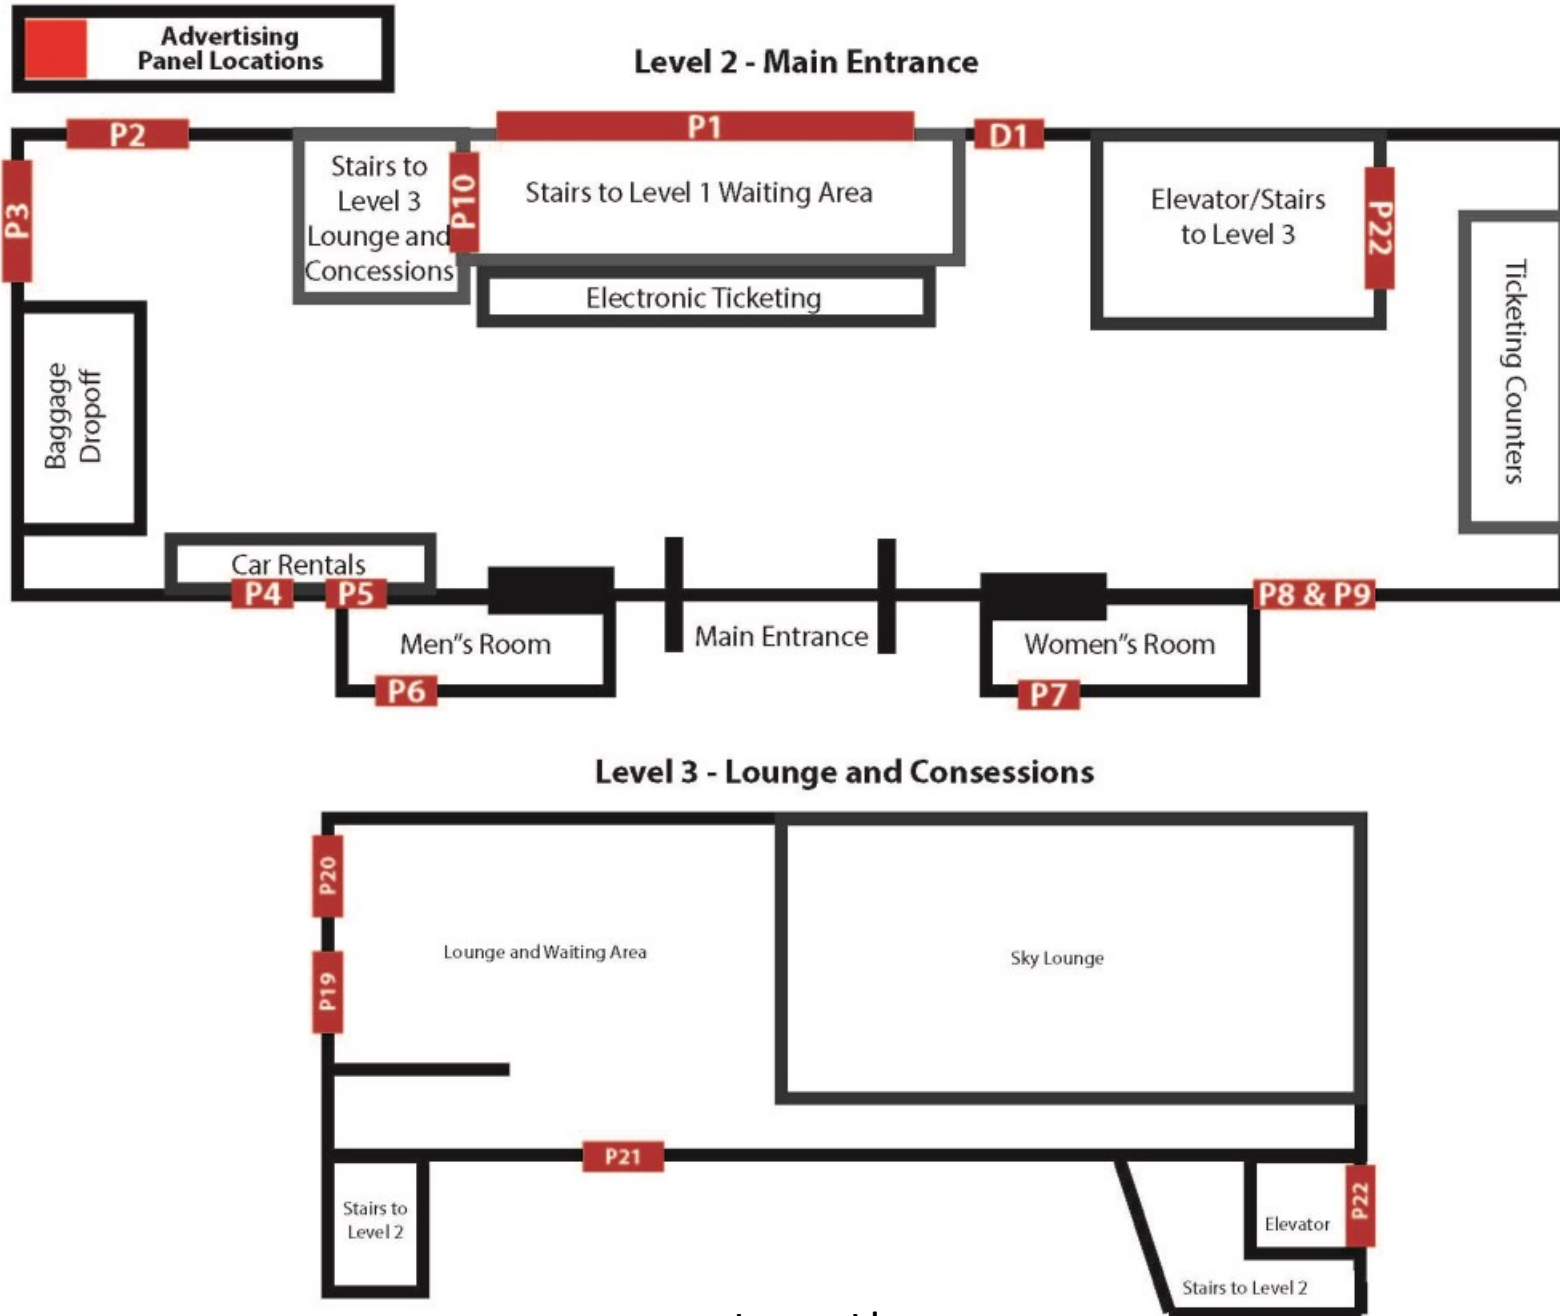 Advertising
Panel Locations
Level 2 - Main Entrance
P2
P1
D1
P3
Stairs to
Level 3
Lounge and
Concessions
P10
Stairs to Level 1 Waiting Area
Elevator/Stairs
to Level 3
P22
Electronic Ticketing
Ticketing Counters
Baggage
Dropoff
Car Rentals
P4
P5
P8 & P9
Men"s Room
Main Entrance
Women"s Room
P6
P7
Level 3 - Lounge and Consessions
P20
Lounge and Waiting Area
Sky Lounge
P19
P21
Stairs to
Level 2
P22
Elevator
Stairs to Level 2